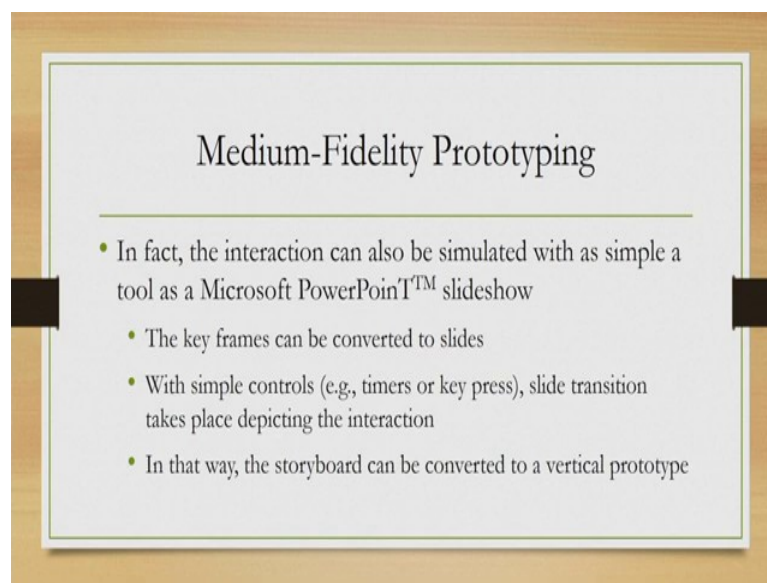 Medium-Fidelity Prototyping
• In fact, the interaction can also be simulated with as simple a
tool as a Microsoft PowerPoinT™ slideshow
• The key frames can be converted to slides
• With simple controls (e.g., timers or key press), slide transition
takes place depicting the interaction
• In that way, the storyboard can be converted to a vertical prototype